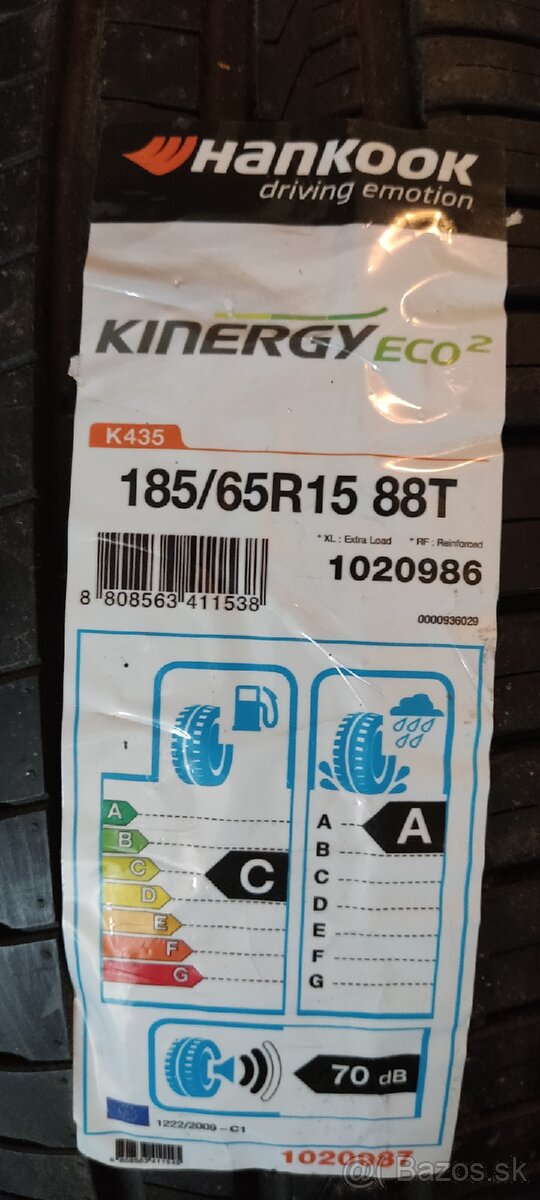 HANKOOK
driving emotion
KINERGY ECO2
K435
185/65R15 88T
* XL : Extra Load * RF : Reinforced
1020986
8 808563 411538
0000936029
A
B
C
D
E
F
G
C
A
B
C
D
E
F
G
A
70 dB
1222/2009 - C1
1020987
@ Bazos.sk